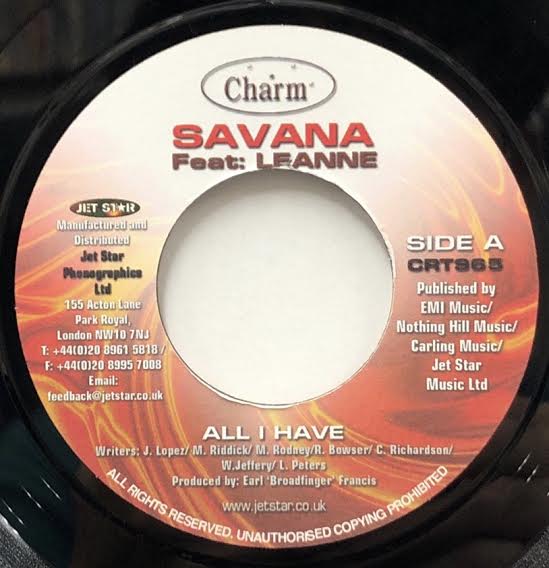 Charm
SAVANA
Feat: LEANNE
JET STAR
Manufactured and
Distributed
Jet Star
Phonographics
Ltd
155 Acton Lane
Park Royal,
London NW10 7NJ
T: +44(0)20 8961 5818 /
F: +44(0)20 8995 7008
Email:
feedback@jetstar.co.uk
SIDE A
CRT965
Published by
EMI Music/
Nothing Hill Music/
Carling Music/
Jet Star
Music Ltd
ALL I HAVE
Writers: J. Lopez/ M. Riddick/ M. Rodney/R. Bowser/ C. Richardson/
W.Jeffery/ L. Peters
Produced by: Earl 'Broadfinger' Francis
www.jetstar.co.uk
ALL RIGHTS RESERVED. UNAUTHORISED COPYING PROHIBITED